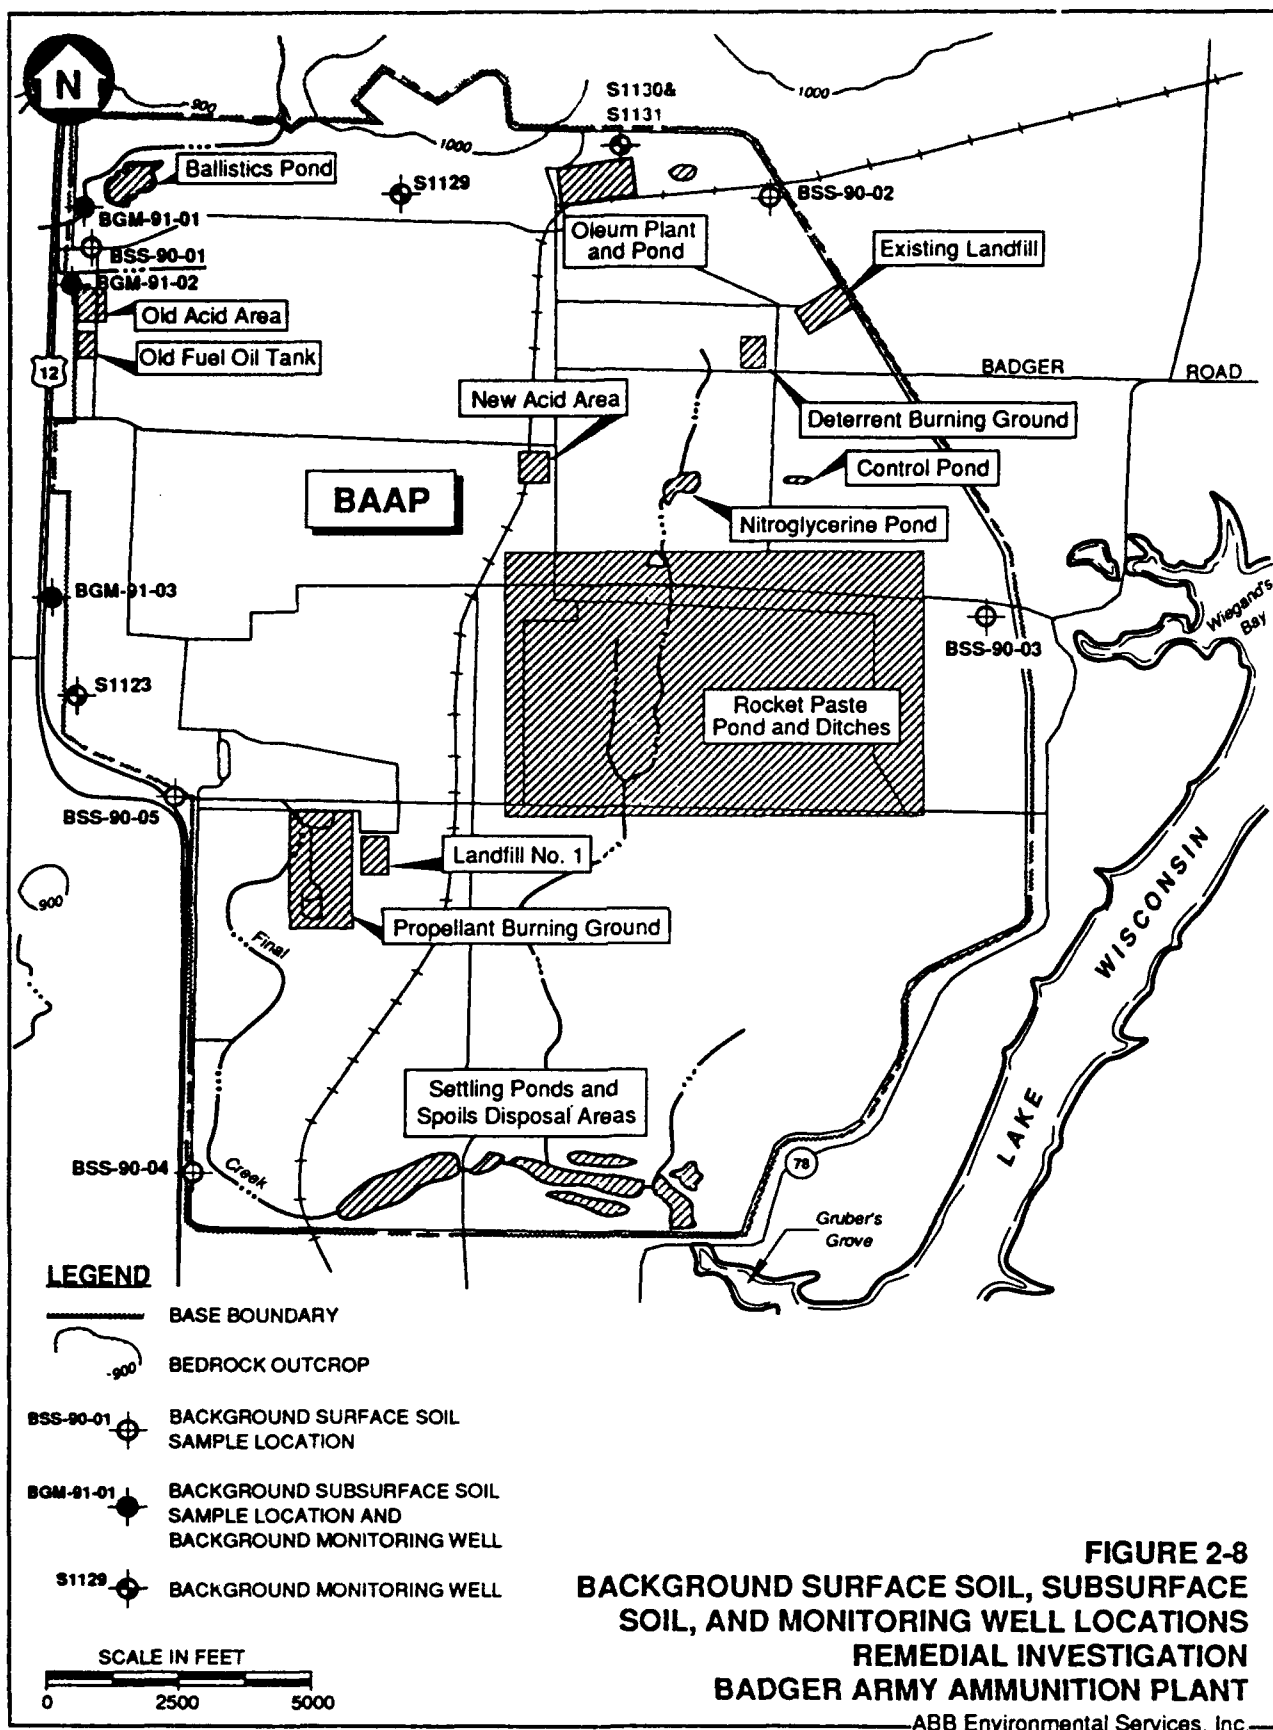 N
900
1000
1000
S1130&
S1131
Ballistics Pond
S1129
BSS-90-02
BGM-91-01
Oleum Plant
and Pond
BSS-90-01
Existing Landfill
BGM-91-02
Old Acid Area
Old Fuel Oil Tank
12
BADGER ROAD
New Acid Area
Deterrent Burning Ground
Control Pond
BAAP
Nitroglycerine Pond
BGM-91-03
Wiegand's
Bay
BSS-90-03
S1123
Rocket Paste
Pond and Ditches
BSS-90-05
Landfill No. 1
900
Propellant Burning Ground
Final
LAKE WISCONSIN
Settling Ponds and
Spoils Disposal Areas
BSS-90-04
Creek
78
Gruber's
Grove
LEGEND
BASE BOUNDARY
-900
BEDROCK OUTCROP
BSS-90-01
BACKGROUND SURFACE SOIL
SAMPLE LOCATION
BGM-91-01
BACKGROUND SUBSURFACE SOIL
SAMPLE LOCATION AND
BACKGROUND MONITORING WELL
S1129
BACKGROUND MONITORING WELL
SCALE IN FEET
0 2500 5000
FIGURE 2-8
BACKGROUND SURFACE SOIL, SUBSURFACE
SOIL, AND MONITORING WELL LOCATIONS
REMEDIAL INVESTIGATION
BADGER ARMY AMMUNITION PLANT
ABB Environmental Services, Inc.